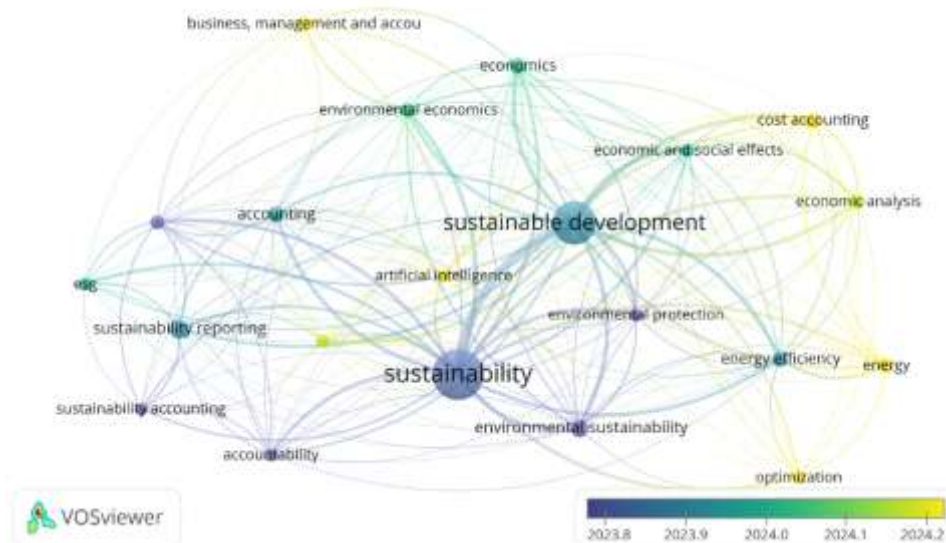 business, management and accou
economics
environmental economics
cost accounting
economic and social effects
economic analysis
accounting
sustainable development
artificial intelligence
esg
environmental protection
sustainability reporting
energy efficiency
energy
sustainability
sustainability accounting
environmental sustainability
accountability
optimization
VOSviewer
2023.8 2023.9 2024.0 2024.1 2024.2